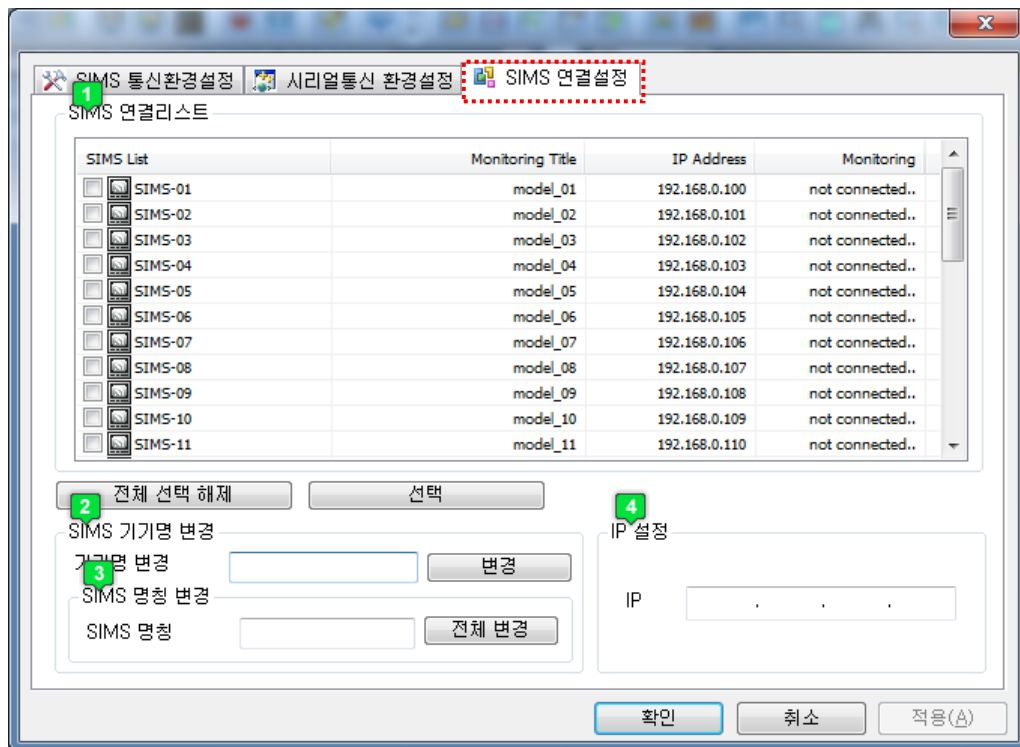 SIMS 통신환경설정 시리얼통신 환경설정 SIMS 연결설정
1
SIMS 연결리스트
SIMS List Monitoring Title IP Address Monitoring
SIMS-01 model_01 192.168.0.100 not connected..
SIMS-02 model_02 192.168.0.101 not connected..
SIMS-03 model_03 192.168.0.102 not connected..
SIMS-04 model_04 192.168.0.103 not connected..
SIMS-05 model_05 192.168.0.104 not connected..
SIMS-06 model_06 192.168.0.105 not connected..
SIMS-07 model_07 192.168.0.106 not connected..
SIMS-08 model_08 192.168.0.107 not connected..
SIMS-09 model_09 192.168.0.108 not connected..
SIMS-10 model_10 192.168.0.109 not connected..
SIMS-11 model_11 192.168.0.110 not connected..
전체 선택 해제 선택
2
SIMS 기기명 변경
기기명 변경 변경
3
SIMS 명칭 변경
SIMS 명칭 전체 변경
4
IP 설정
IP . . .
확인 취소 적용(A)